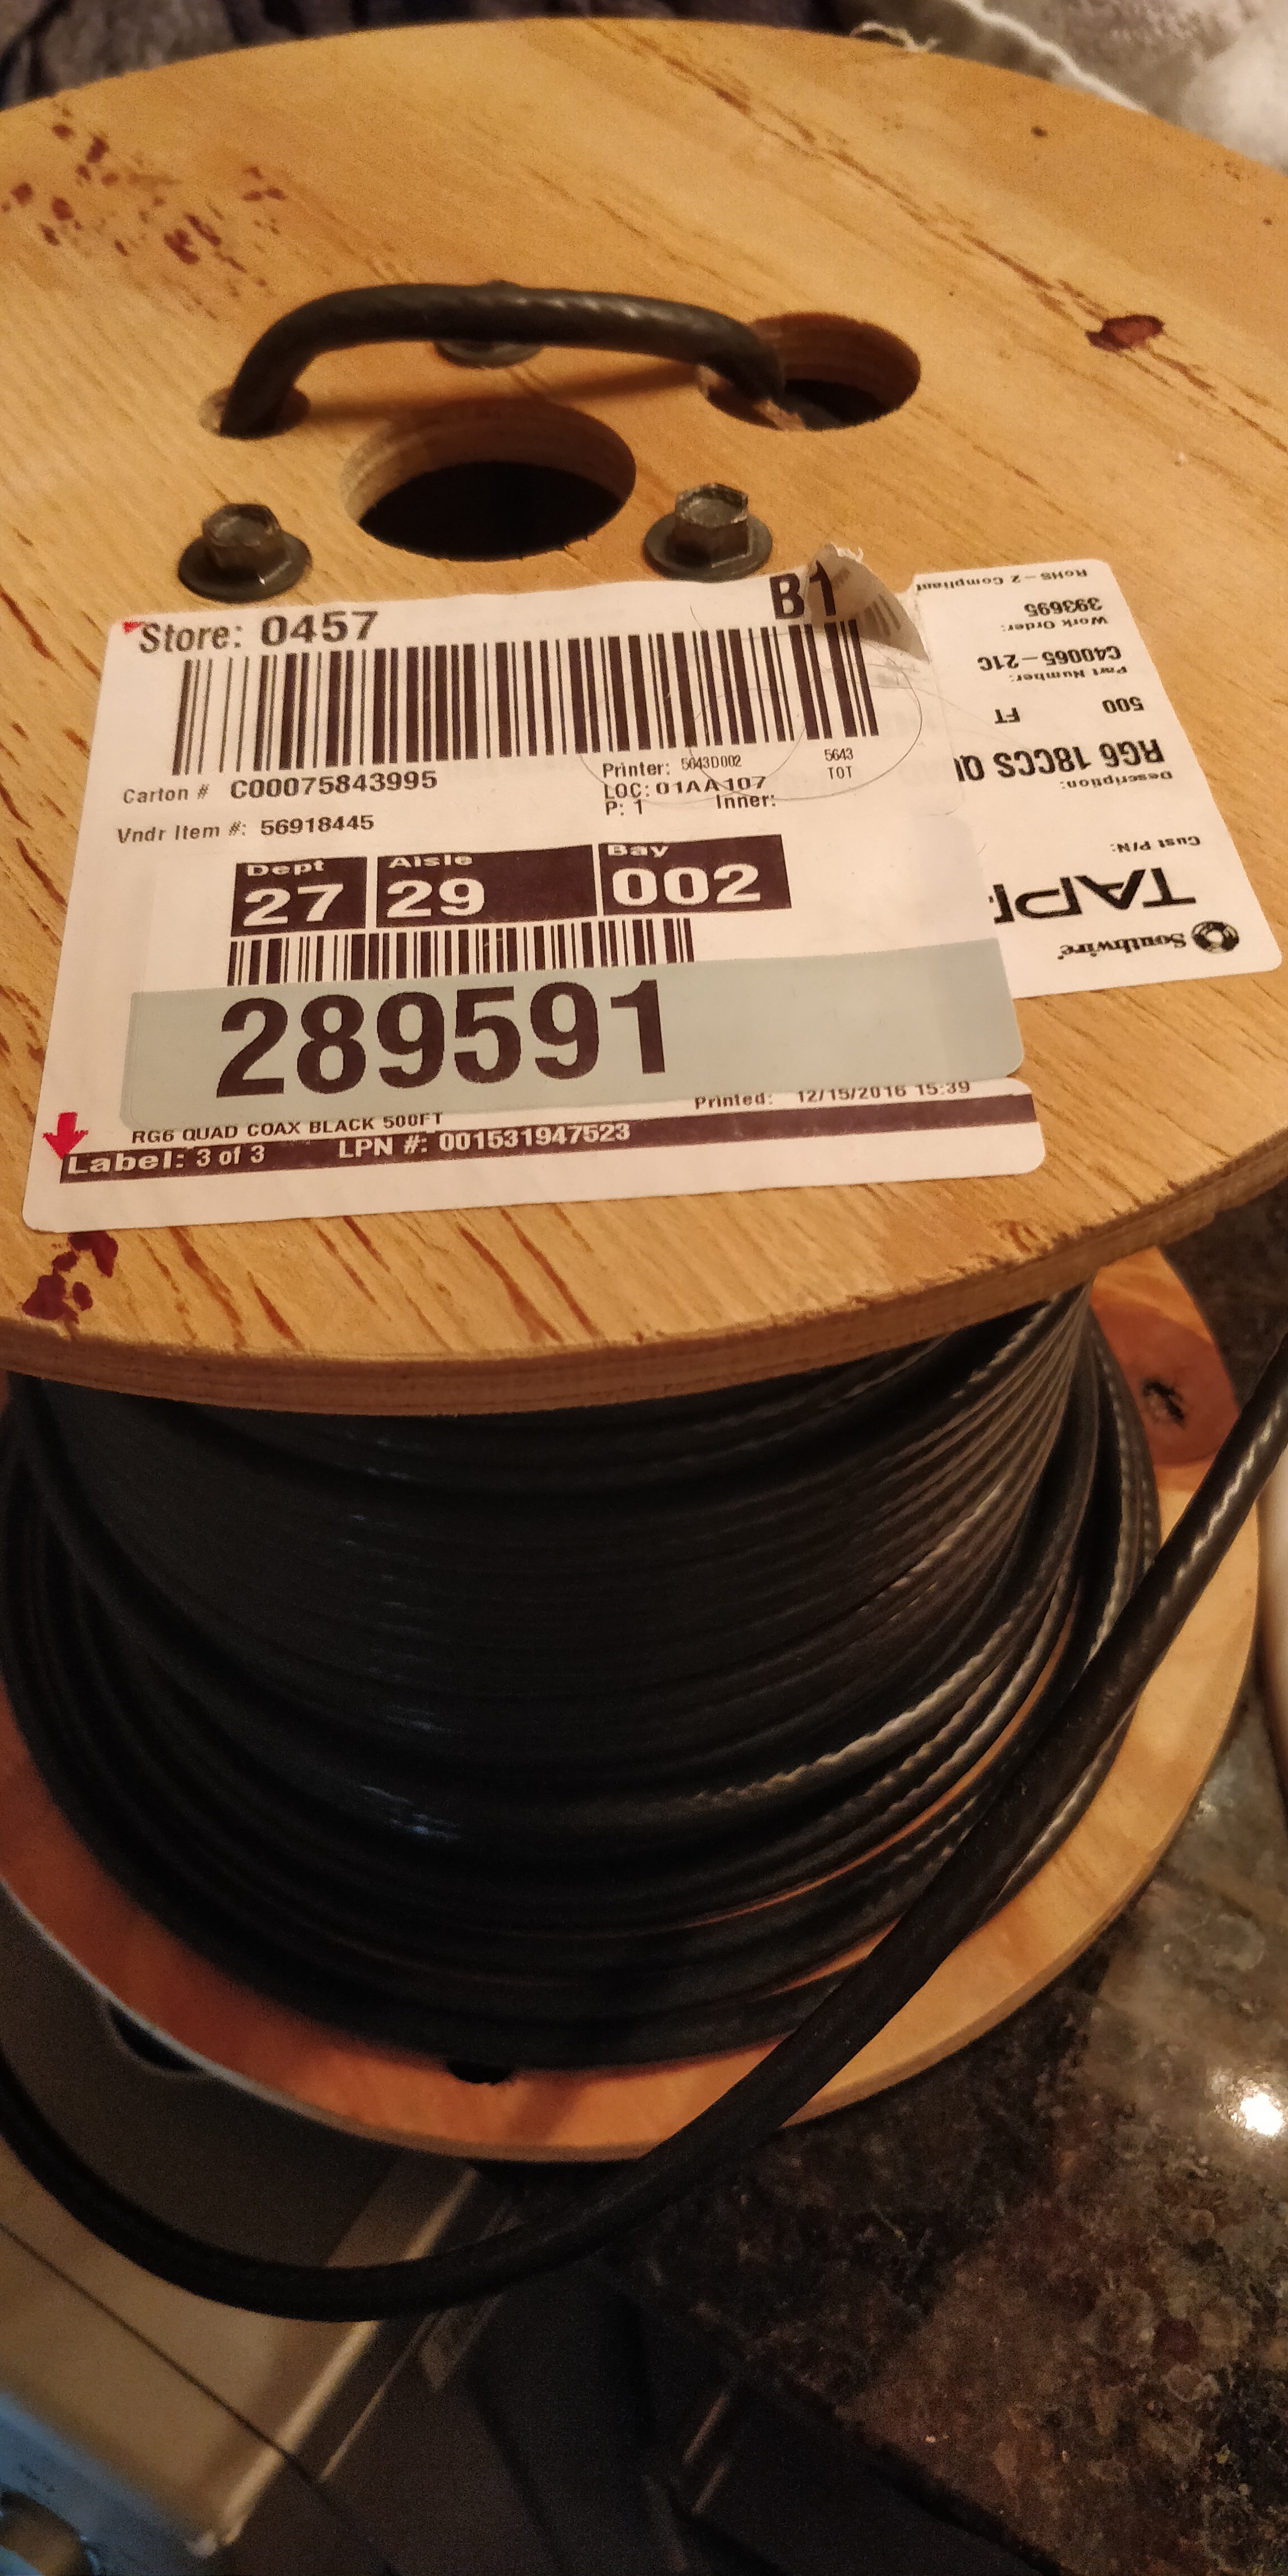 Store: 0457
B1
Carton # C00075843995
Printer: 5643D002
5643
LOC: 01AA107
TOT
P: 1
Inner:
Vndr Item #: 56918445
Dept
Aisle
Bay
27
29
002
289591
Printed: 12/15/2016 15:39
RG6 QUAD COAX BLACK 500FT
Label: 3 of 3
LPN #: 001531947523
Southwire
Cust P/N:
Description:
RG6 18CCS
500 FT
Part Number:
C40065-21C
Work Order:
393695
RoHS-2 Compliant